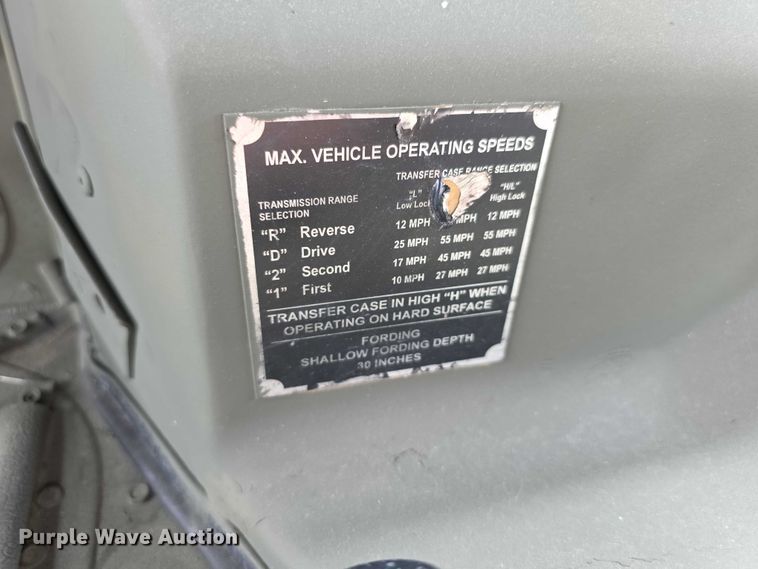 MAX. VEHICLE OPERATING SPEEDS
TRANSFER CASE RANGE SELECTION
TRANSMISSION RANGE SELECTION
"L" Low Lock
"H/L" High Lock
"R" Reverse 12 MPH MPH 12 MPH
"D" Drive 25 MPH 55 MPH 55 MPH
"2" Second 17 MPH 45 MPH 45 MPH
"1" First 10 MPH 27 MPH 27 MPH
TRANSFER CASE IN HIGH "H" WHEN
OPERATING ON HARD SURFACE
FORDING
SHALLOW FORDING DEPTH
30 INCHES
Purple Wave Auction